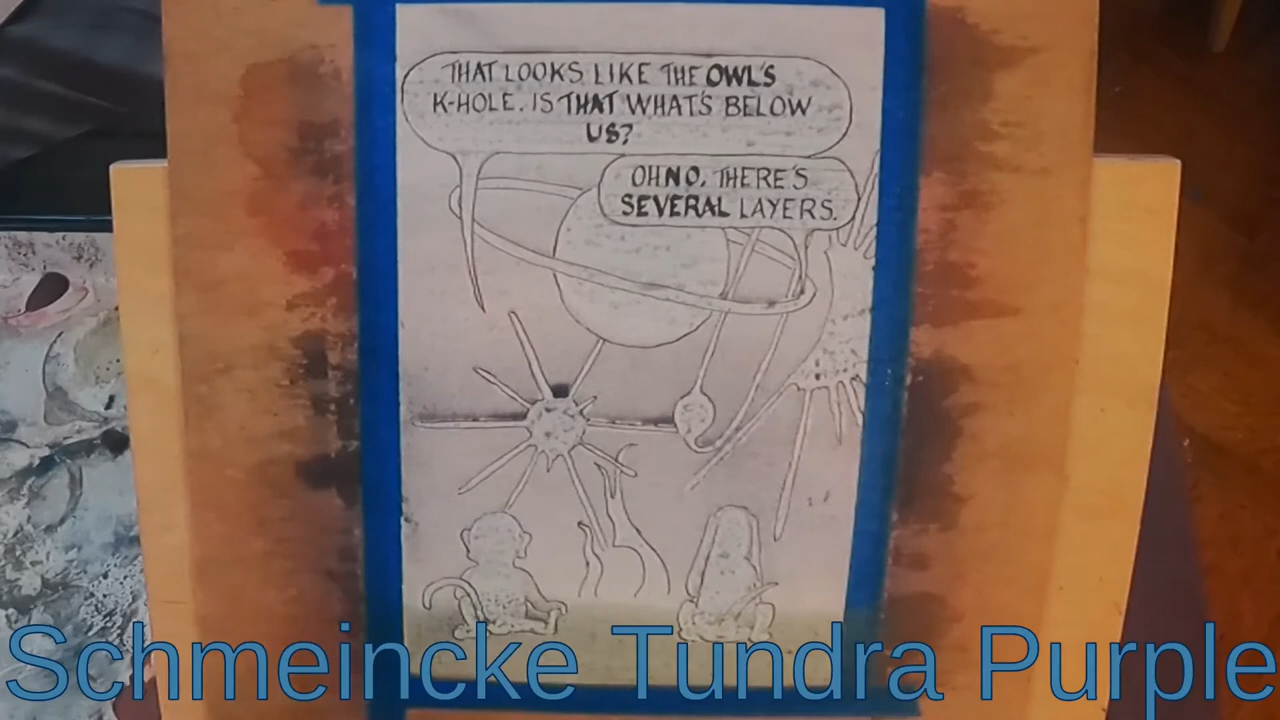 THAT LOOKS LIKE THE OWL'S
K-HOLE. IS THAT WHAT'S BELOW
US?
OH NO, THERE'S
SEVERAL LAYERS.
Schmeincke Tundra Purple